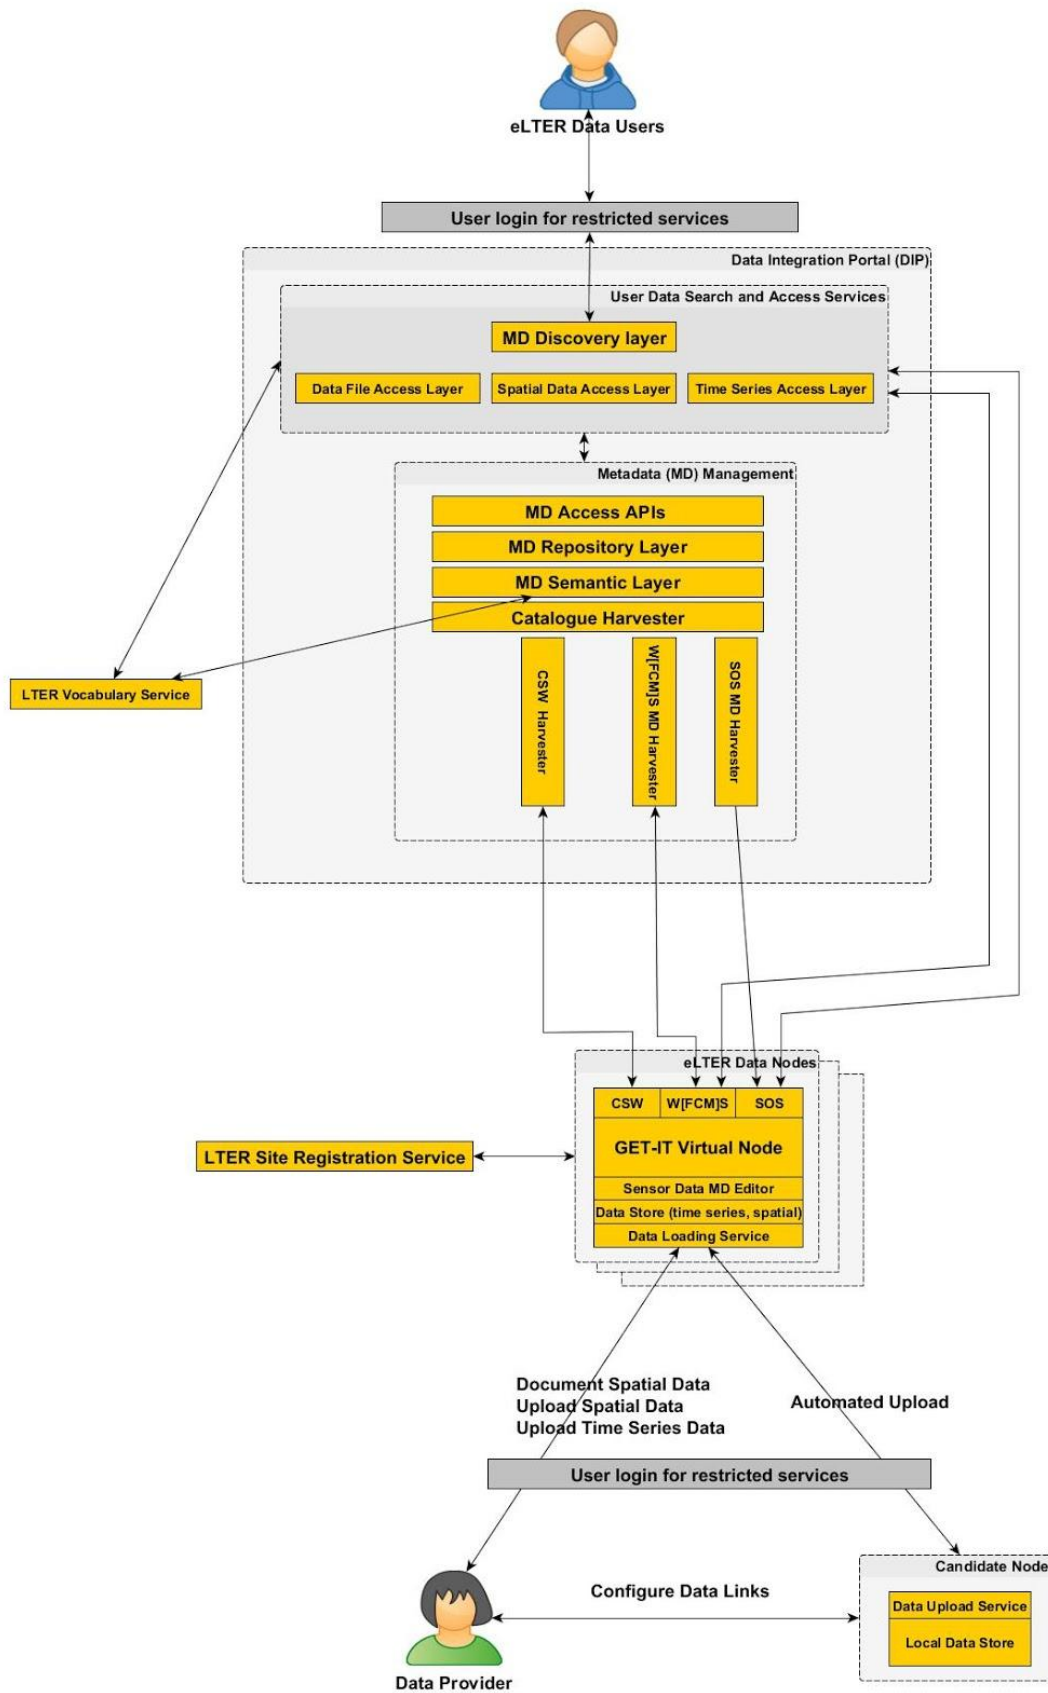 eLTER Data Users
User login for restricted services
Data Integration Portal (DIP)
User Data Search and Access Services
MD Discovery layer
Data File Access Layer
Spatial Data Access Layer
Time Series Access Layer
Metadata (MD) Management
MD Access APIs
MD Repository Layer
MD Semantic Layer
Catalogue Harvester
CSW Harvester
W[FCM]S MD Harvester
SOS MD Harvester
LTER Vocabulary Service
eLTER Data Nodes
CSW
W[FCM]S
SOS
GET-IT Virtual Node
LTER Site Registration Service
Sensor Data MD Editor
Data Store (time series, spatial)
Data Loading Service
Document Spatial Data
Upload Spatial Data
Upload Time Series Data
Automated Upload
User login for restricted services
Candidate Node
Configure Data Links
Data Upload Service
Local Data Store
Data Provider